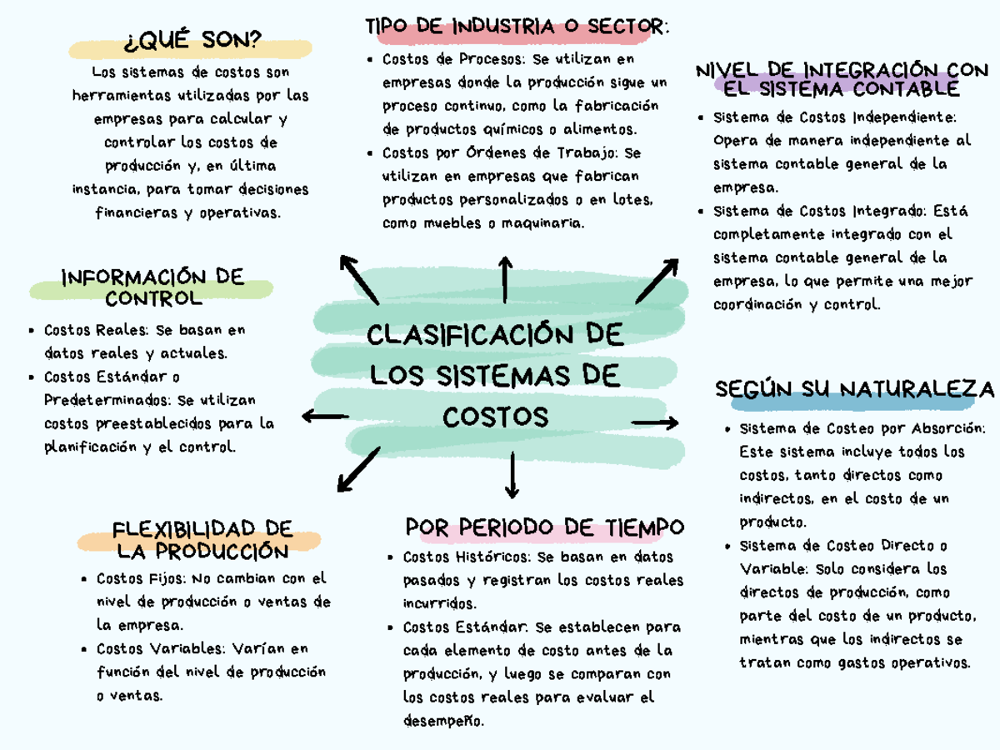 ¿QUÉ SON?
Los sistemas de costos son
herramientas utilizadas por las
empresas para calcular y
controlar los costos de
producción y, en última
instancia, para tomar decisiones
financieras y operativas.
TIPO DE INDUSTRIA O SECTOR:
• Costos de Procesos: Se utilizan en
empresas donde la producción sigue un
proceso continuo, como la fabricación
de productos químicos o alimentos.
• Costos por Órdenes de Trabajo: Se
utilizan en empresas que fabrican
productos personalizados o en lotes,
como muebles o maquinaria.
NIVEL DE INTEGRACIÓN CON
EL SISTEMA CONTABLE
• Sistema de Costos Independiente:
Opera de manera independiente al
sistema contable general de la
empresa.
• Sistema de Costos Integrado: Está
completamente integrado con el
sistema contable general de la
empresa, lo que permite una mejor
coordinación y control.
INFORMACIÓN DE
CONTROL
• Costos Reales: Se basan en
datos reales y actuales.
• Costos Estándar o
Predeterminados: Se utilizan
costos preestablecidos para la
planificación y el control.
CLASIFICACIÓN DE
LOS SISTEMAS DE
COSTOS
SEGÚN SU NATURALEZA
• Sistema de Costeo por Absorción:
Este sistema incluye todos los
costos, tanto directos como
indirectos, en el costo de un
producto.
• Sistema de Costeo Directo o
Variable: Solo considera los
directos de producción, como
parte del costo de un producto,
mientras que los indirectos se
tratan como gastos operativos.
FLEXIBILIDAD DE
LA PRODUCCIÓN
• Costos Fijos: No cambian con el
nivel de producción o ventas de
la empresa.
• Costos Variables: Varían en
función del nivel de producción
o ventas.
POR PERIODO DE TIEMPO
• Costos Históricos: Se basan en datos
pasados y registran los costos reales
incurridos.
• Costos Estándar: Se establecen para
cada elemento de costo antes de la
producción, y luego se comparan con
los costos reales para evaluar el
desempeño.